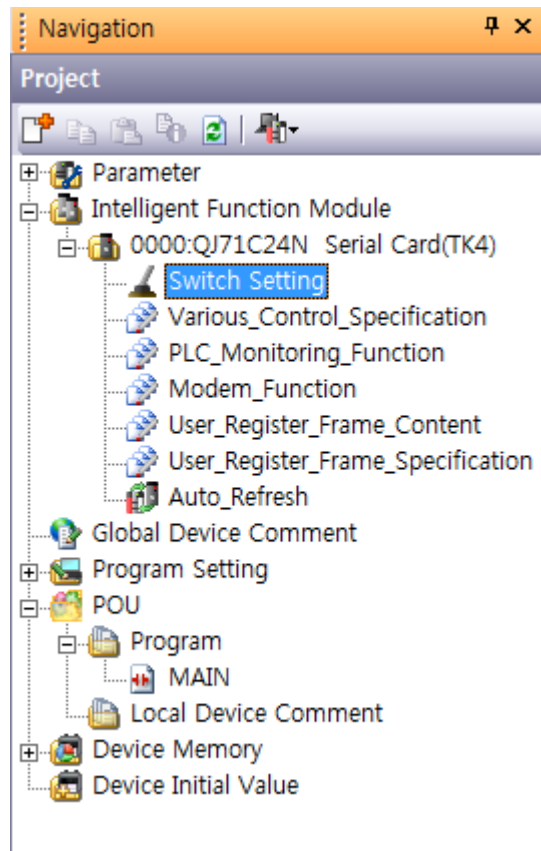 Navigation
Project
Parameter
Intelligent Function Module
0000:QJ71C24N Serial Card(TK4)
Switch Setting
Various_Control_Specification
PLC_Monitoring_Function
Modem_Function
User_Register_Frame_Content
User_Register_Frame_Specification
Auto_Refresh
Global Device Comment
Program Setting
POU
Program
MAIN
Local Device Comment
Device Memory
Device Initial Value